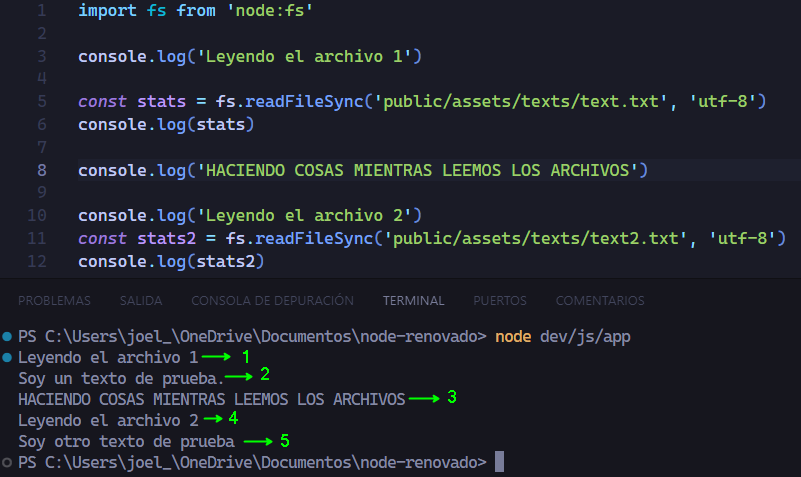 1 import fs from 'node:fs'
2
3 console.log('Leyendo el archivo 1')
4
5 const stats = fs.readFileSync('public/assets/texts/text.txt', 'utf-8')
6 console.log(stats)
7
8 console.log('HACIENDO COSAS MIENTRAS LEEMOS LOS ARCHIVOS')
9
10 console.log('Leyendo el archivo 2')
11 const stats2 = fs.readFileSync('public/assets/texts/text2.txt', 'utf-8')
12 console.log(stats2)
PROBLEMAS SALIDA CONSOLA DE DEPURACIÓN TERMINAL PUERTOS COMENTARIOS
PS C:\Users\joel_\OneDrive\Documentos\node-renovado> node dev/js/app
Leyendo el archivo 1 → 1
Soy un texto de prueba. → 2
HACIENDO COSAS MIENTRAS LEEMOS LOS ARCHIVOS → 3
Leyendo el archivo 2 → 4
Soy otro texto de prueba → 5
PS C:\Users\joel_\OneDrive\Documentos\node-renovado>